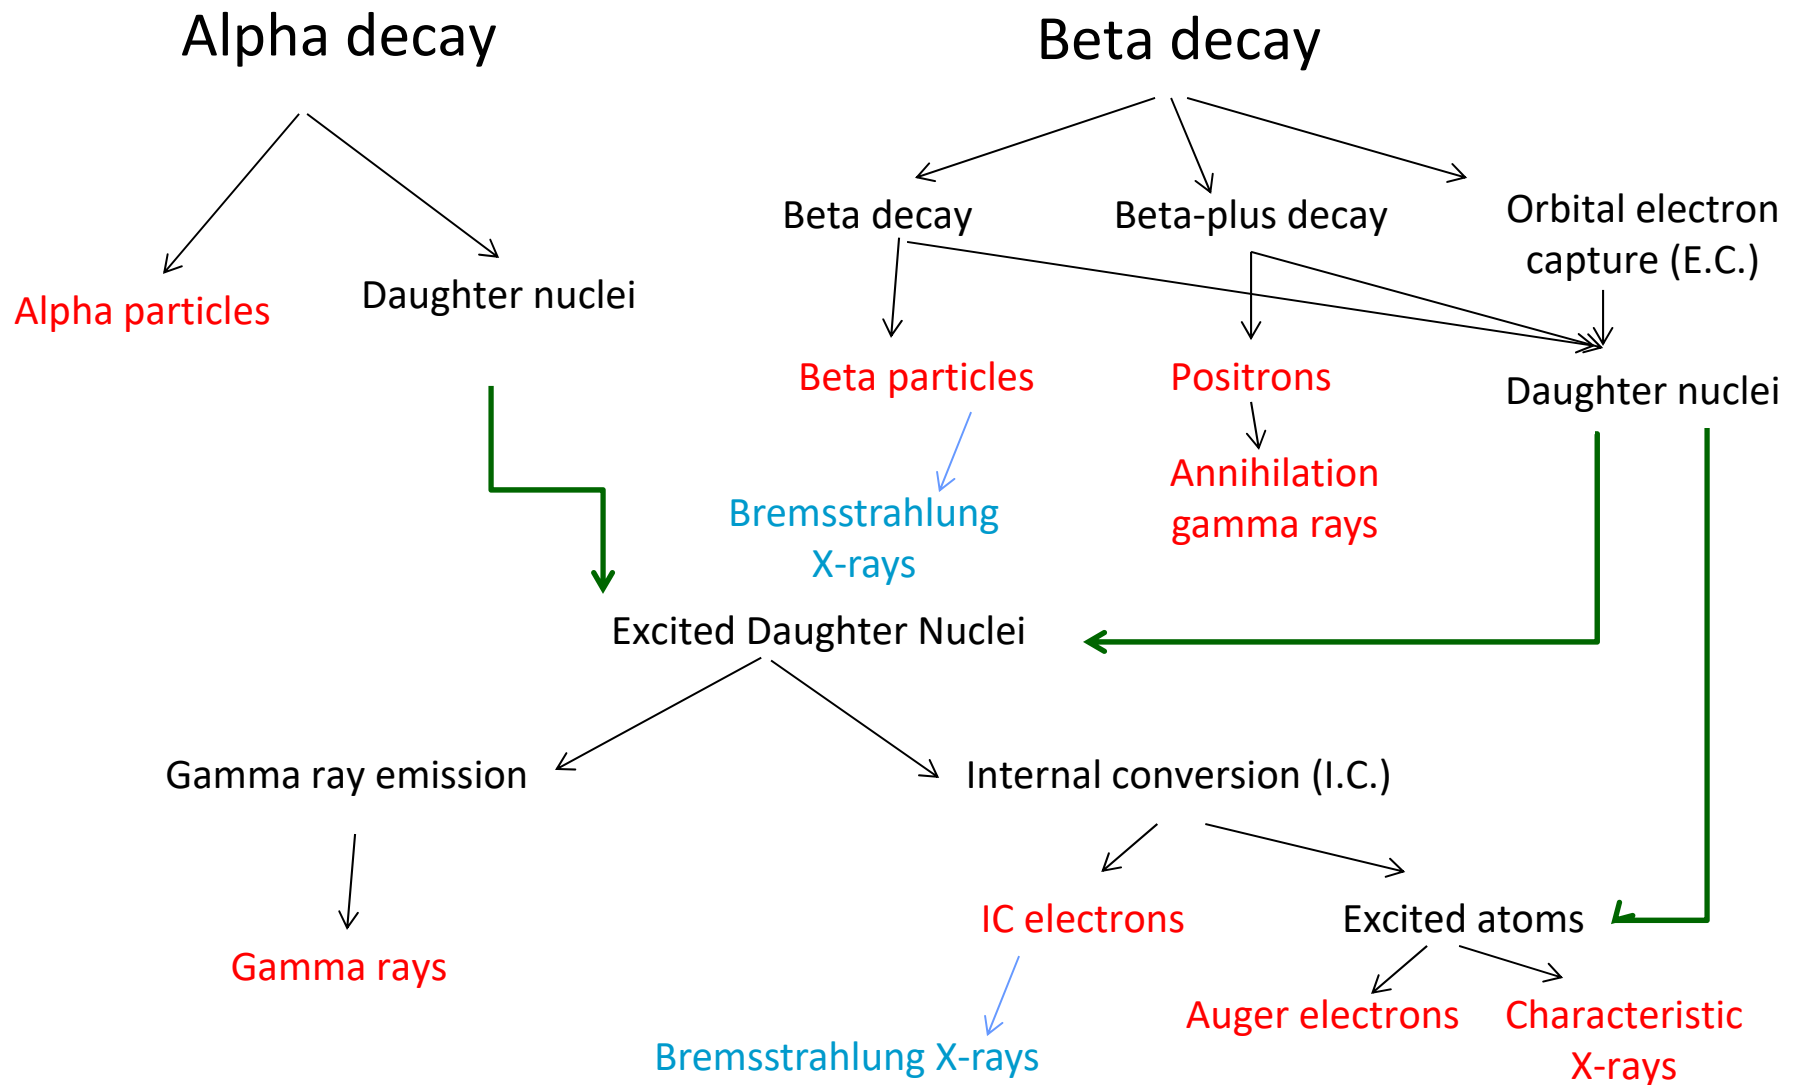 Alpha decay
Beta decay
Beta decay
Beta-plus decay
Orbital electron
capture (E.C.)
Alpha particles
Daughter nuclei
Beta particles
Positrons
Daughter nuclei
Annihilation
gamma rays
Bremsstrahlung
X-rays
Excited Daughter Nuclei
Gamma ray emission
Internal conversion (I.C.)
IC electrons
Excited atoms
Gamma rays
Auger electrons
Characteristic
X-rays
Bremsstrahlung X-rays